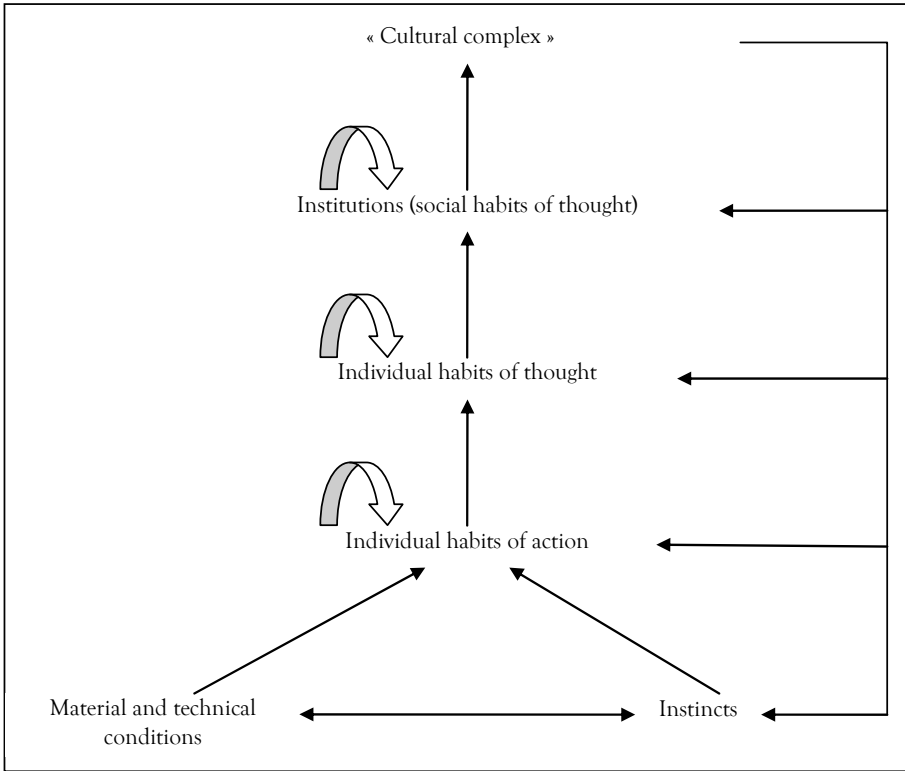 « Cultural complex »
Institutions (social habits of thought)
Individual habits of thought
Individual habits of action
Material and technical
conditions
Instincts